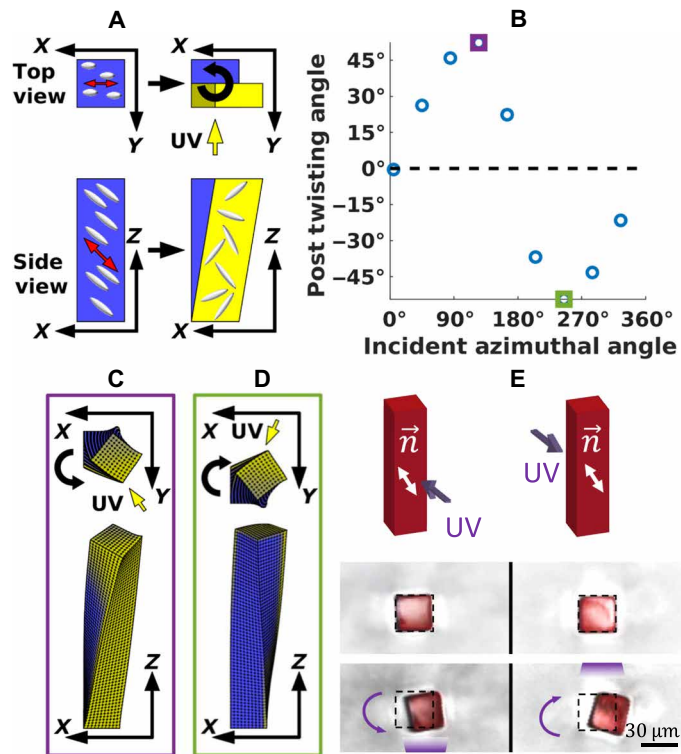 A
X
X
Top
view
Y
UV
Y
Side
view
Z
Z
X
X
B
Post twisting angle
45°
30°
15°
0°
−15°
−30°
−45°
0° 90° 180° 270° 360°
Incident azimuthal angle
C
X
UV
Y
Z
X
D
X
UV
Y
Z
X
E
n
n
UV
UV
30 μm